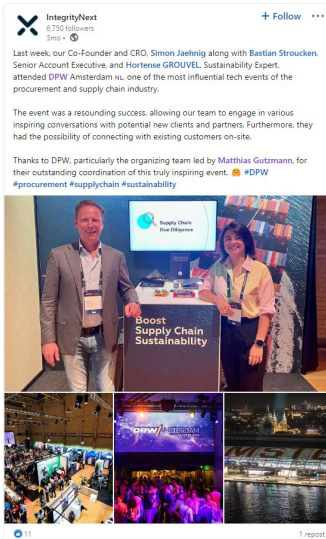 IntegrityNext
6,750 followers
3mo •
+ Follow
Last week, our Co-Founder and CRO, Simon Jaehnig along with Bastian Stroucken,
Senior Account Executive, and Hortense GROUVEL, Sustainability Expert,
attended DPW Amsterdam NL, one of the most influential tech events of the
procurement and supply chain industry.
The event was a resounding success, allowing our team to engage in various
inspiring conversations with potential new clients and partners. Furthermore, they
had the possibility of connecting with existing customers on-site.
Thanks to DPW, particularly the organizing team led by Matthias Gutzmann, for
their outstanding coordination of this truly inspiring event. 🤗 #DPW
#procurement #supplychain #sustainability
Supply Chain
Due Diligence
Boost
Supply Chain
Sustainability
DPW/AMSTERDAM
11
1 repost